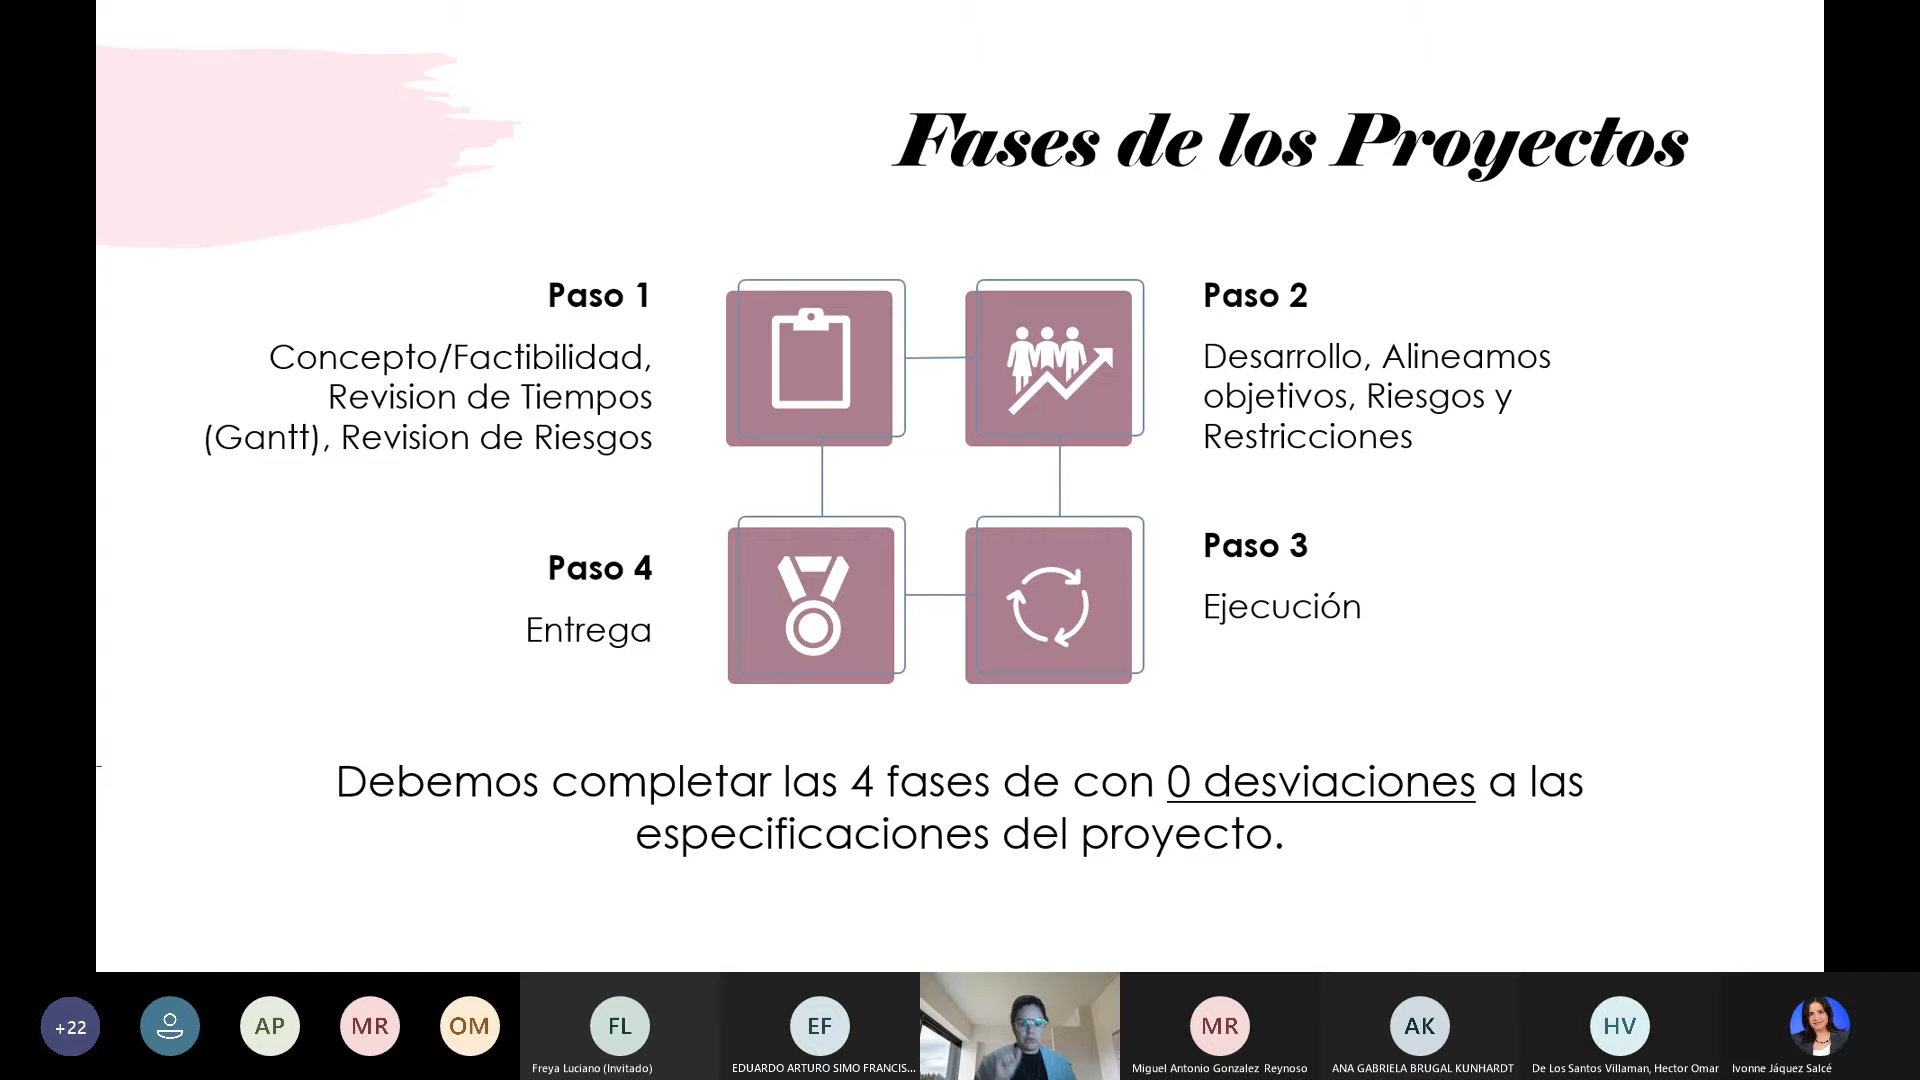 Fases de los Proyectos
Paso 1
Concepto/Factibilidad,
Revision de Tiempos
(Gantt), Revision de Riesgos
Paso 2
Desarrollo, Alineamos
objetivos, Riesgos y
Restricciones
Paso 4
Entrega
Paso 3
Ejecución
Debemos completar las 4 fases de con 0 desviaciones a las
especificaciones del proyecto.
+22
AP
MR
OM
FL
Freya Luciano (Invitado)
EF
EDUARDO ARTURO SIMO FRANCIS...
MR
Miguel Antonio Gonzalez Reynoso
AK
ANA GABRIELA BRUGAL KUNHARDT
HV
De Los Santos Villaman, Hector Omar
Ivonne Jáquez Salcé